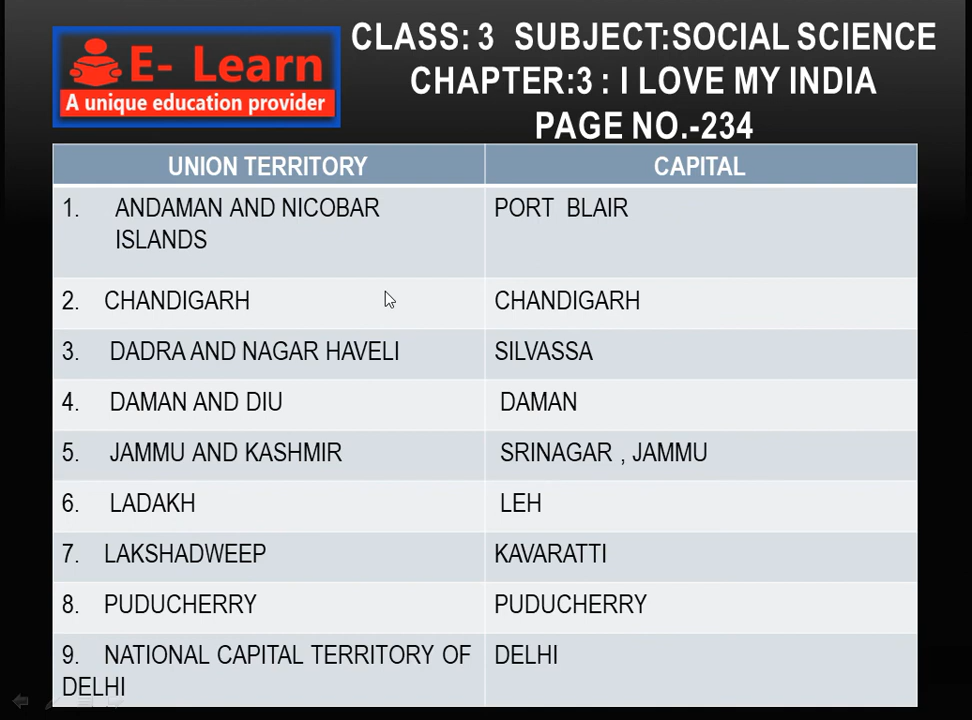 E- Learn
A unique education provider
CLASS: 3 SUBJECT:SOCIAL SCIENCE
CHAPTER:3 : I LOVE MY INDIA
PAGE NO.-234
UNION TERRITORY CAPITAL
1. ANDAMAN AND NICOBAR PORT BLAIR
ISLANDS
2. CHANDIGARH CHANDIGARH
3. DADRA AND NAGAR HAVELI SILVASSA
4. DAMAN AND DIU DAMAN
5. JAMMU AND KASHMIR SRINAGAR , JAMMU
6. LADAKH LEH
7. LAKSHADWEEP KAVARATTI
8. PUDUCHERRY PUDUCHERRY
9. NATIONAL CAPITAL TERRITORY OF DELHI
DELHI